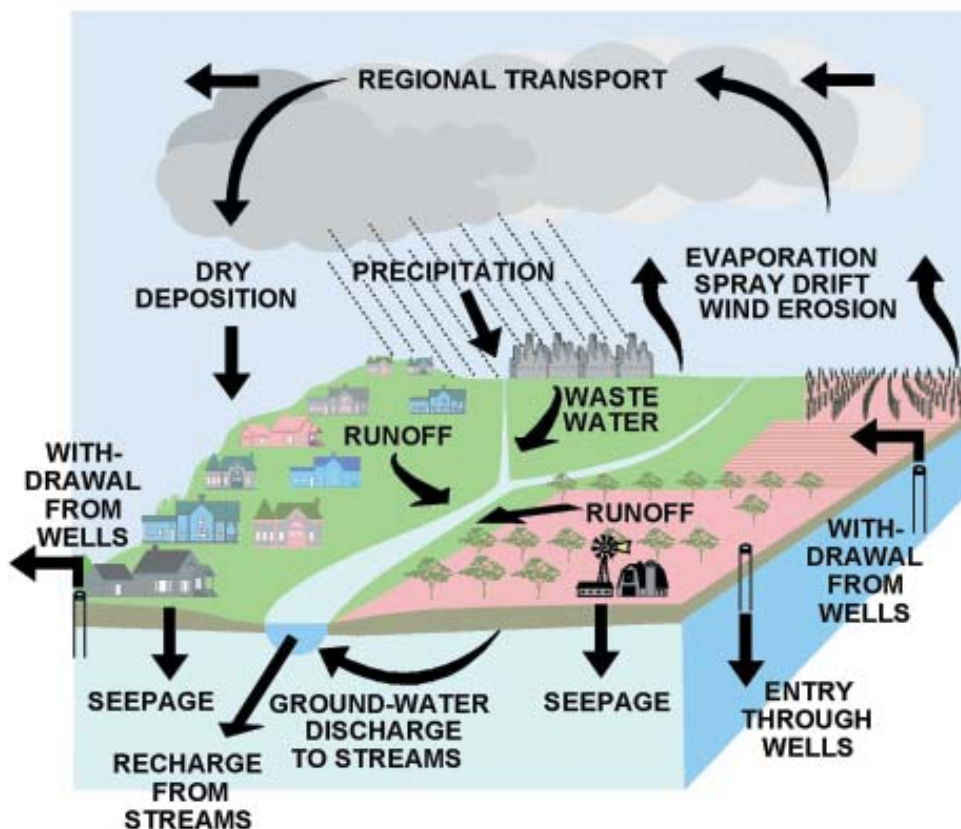 REGIONAL TRANSPORT
DRY
DEPOSITION
PRECIPITATION
EVAPORATION
SPRAY DRIFT
WIND EROSION
WASTE
WATER
RUNOFF
WITH-
DRAWAL
FROM
WELLS
RUNOFF
WITH-
DRAWAL
FROM
WELLS
SEEPAGE
GROUND-WATER
DISCHARGE
TO STREAMS
SEEPAGE
ENTRY
THROUGH
WELLS
RECHARGE
FROM
STREAMS